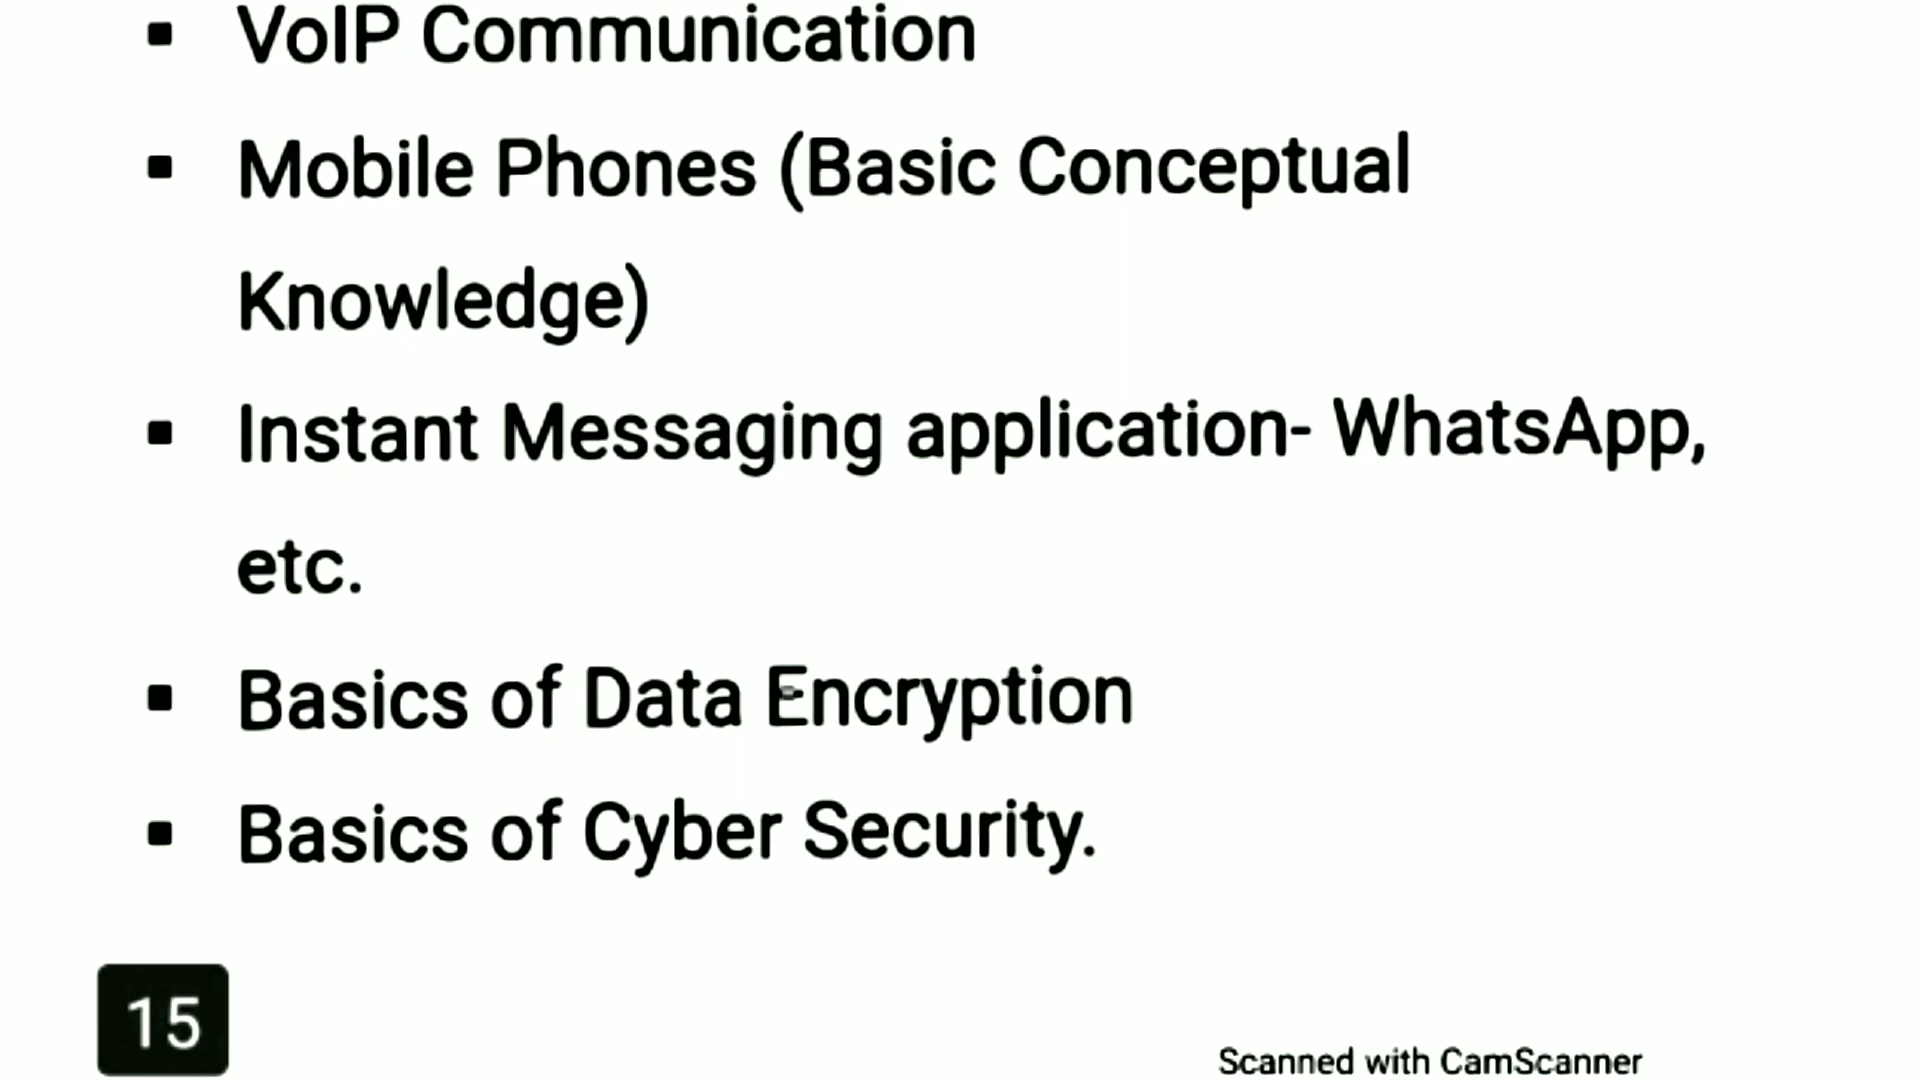 ▪ VoIP Communication
▪ Mobile Phones (Basic Conceptual
Knowledge)
▪ Instant Messaging application- WhatsApp,
etc.
▪ Basics of Data Encryption
▪ Basics of Cyber Security.
15
Scanned with CamScanner